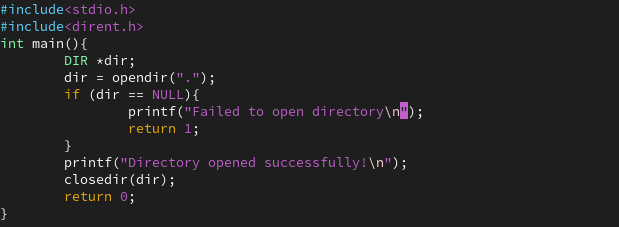 #include<stdio.h>
#include<dirent.h>
int main(){
        DIR *dir;
        dir = opendir(".");
        if (dir == NULL){
                printf("Failed to open directory\n");
                return 1;
        }
        printf("Directory opened successfully!\n");
        closedir(dir);
        return 0;
}